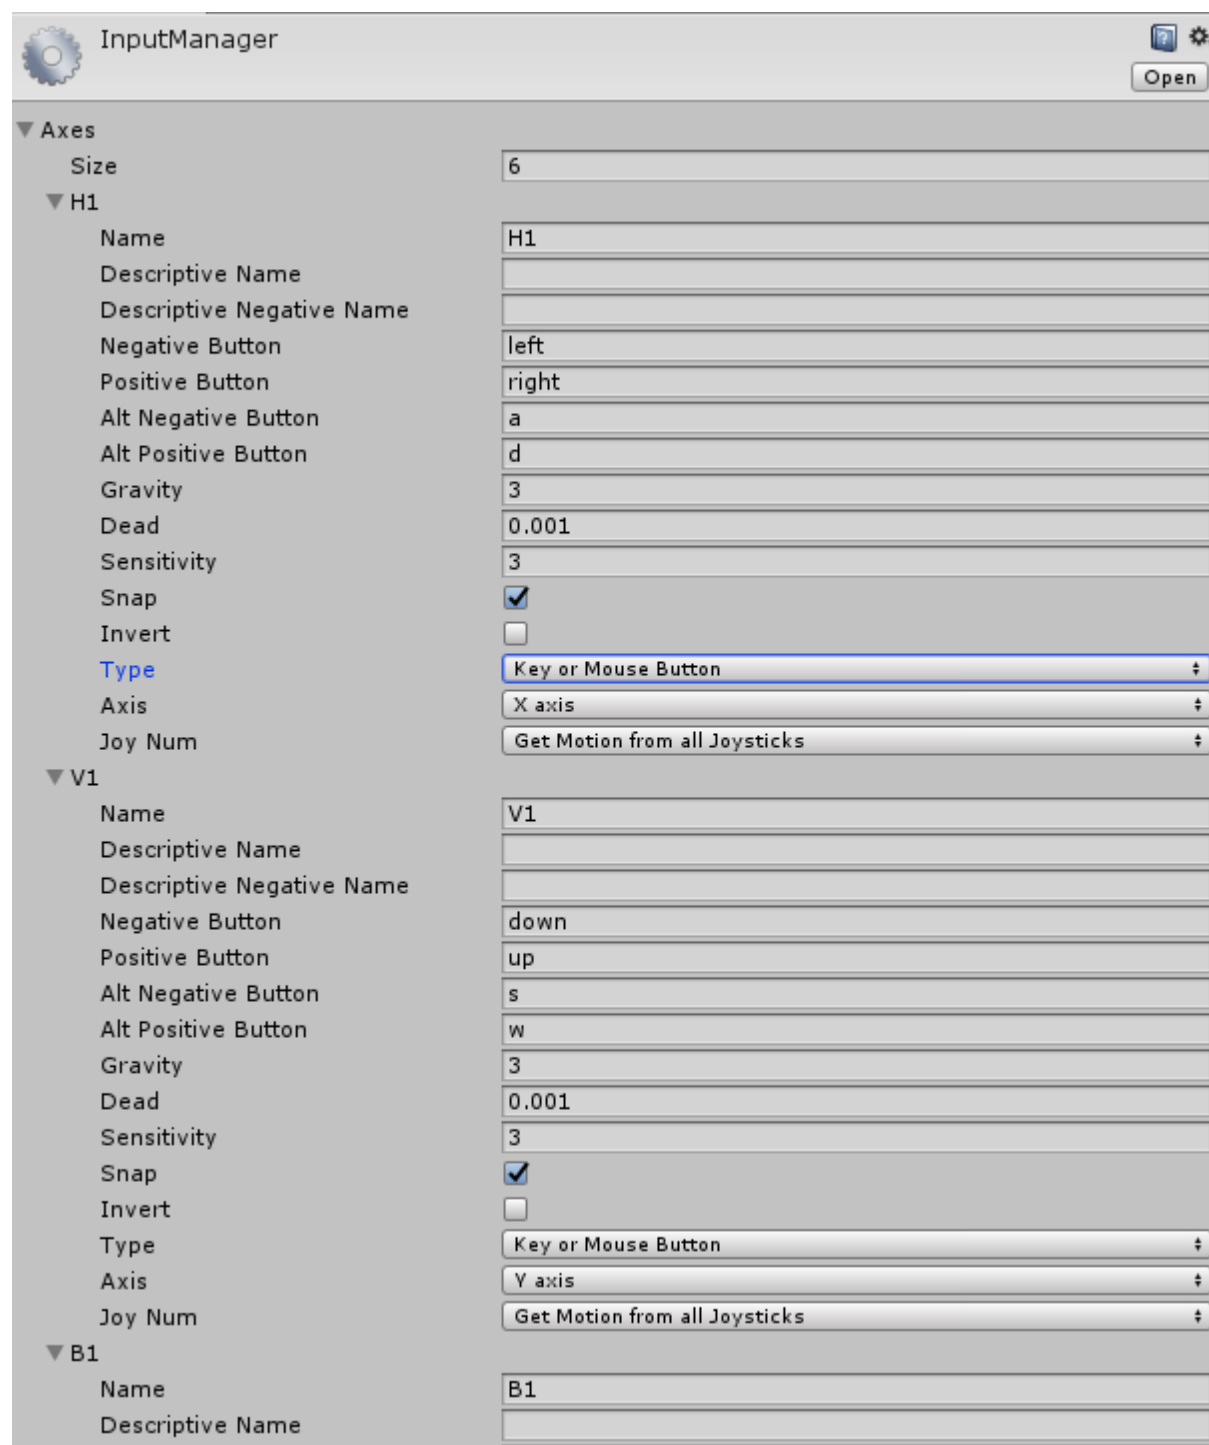 InputManager
Open
Axes
Size 6
H1
Name H1
Descriptive Name
Descriptive Negative Name
Negative Button left
Positive Button right
Alt Negative Button a
Alt Positive Button d
Gravity 3
Dead 0.001
Sensitivity 3
Snap
Invert
Type Key or Mouse Button
Axis X axis
Joy Num Get Motion from all Joysticks
V1
Name V1
Descriptive Name
Descriptive Negative Name
Negative Button down
Positive Button up
Alt Negative Button s
Alt Positive Button w
Gravity 3
Dead 0.001
Sensitivity 3
Snap
Invert
Type Key or Mouse Button
Axis Y axis
Joy Num Get Motion from all Joysticks
B1
Name B1
Descriptive Name